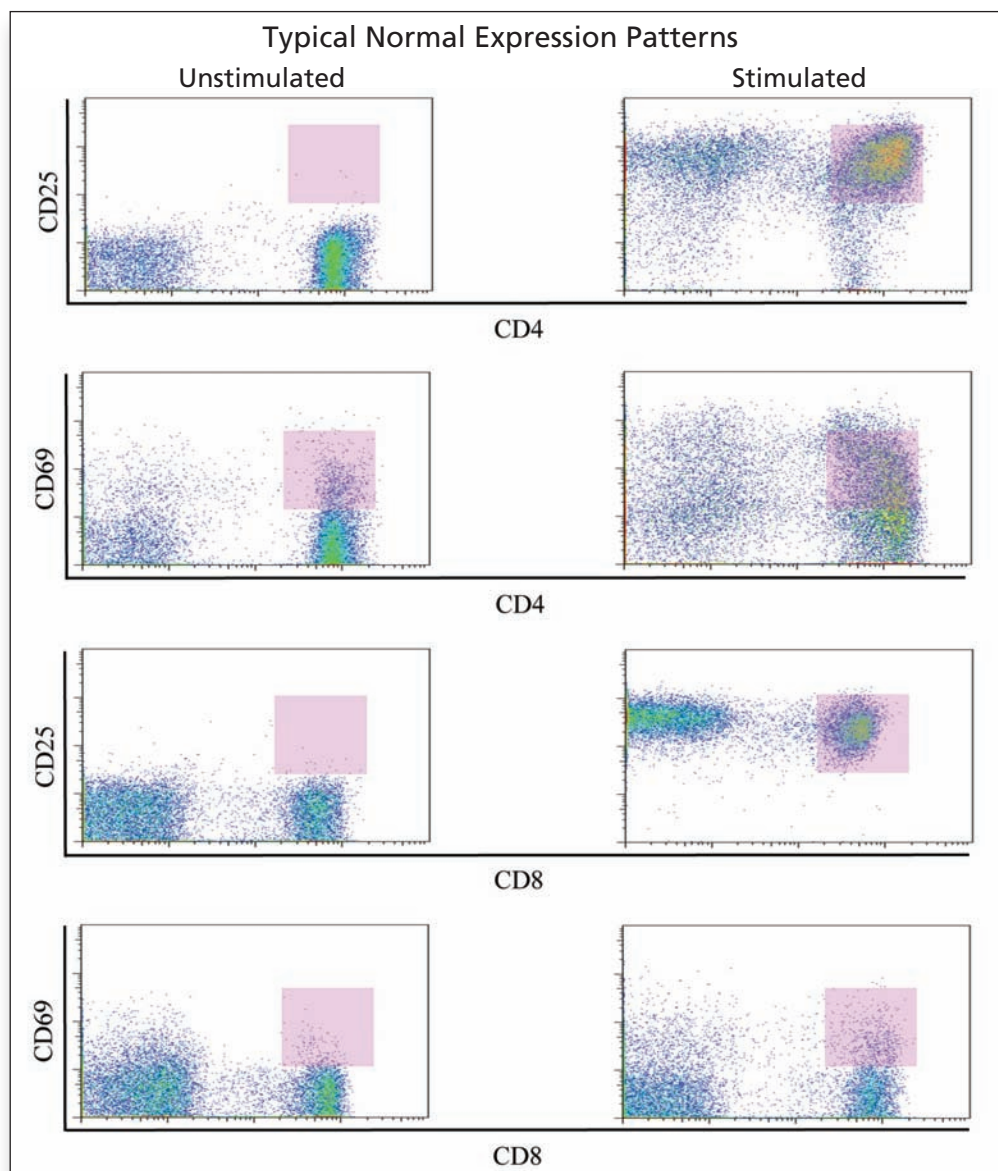 Typical Normal Expression Patterns
Unstimulated
Stimulated
CD25
CD4
CD69
CD4
CD25
CD8
CD69
CD8